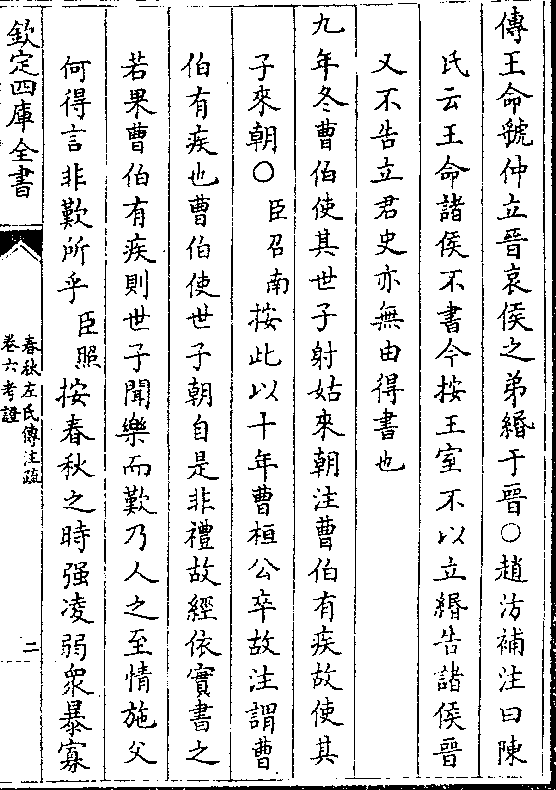 傳王命虢仲立晉哀侯之弟緡于晉○趙汸補注曰陳
氏云王命諸侯不書今按王室不以立緡告諸侯晉
又不告立君史亦無由得書也
九年冬曹伯使其世子射姑來朝注曹伯有疾故使其
子來朝○臣召南按此以十年曹桓公卒故注謂曹
伯有疾也曹伯使世子朝自是非禮故經依實書之
若果曹伯有疾則世子聞樂而歎乃人之至情施父
何得言非歎所乎臣照按春秋之時强凌弱衆暴寡
欽定四庫全書
春秋左氏傳注疏
卷六考證
二